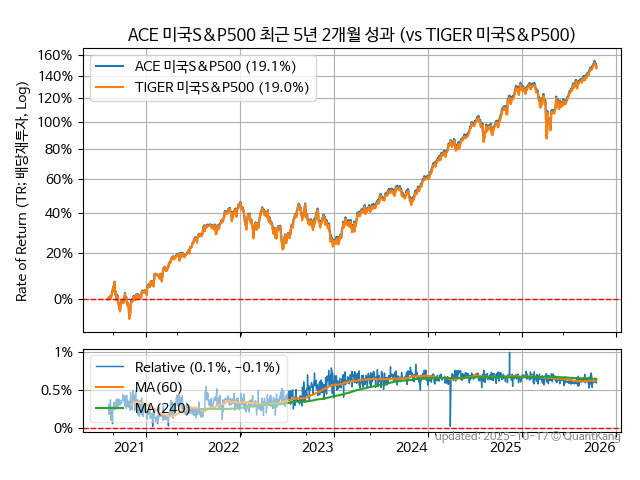 ACE 미국S&P500 최근 5년 2개월 성과 (vs TIGER 미국S&P500)
Rate of Return (TR: 배당재투자, Log)
160%
140%
120%
100%
80%
60%
40%
20%
0%
ACE 미국S&P500 (19.1%)
TIGER 미국S&P500 (19.0%)
1%
0.5%
0%
Relative (0.1%, −0.1%)
MA(60)
MA(240)
2021
2022
2023
2024
2025
2026
updated: 2025-10-17 © QuantKang